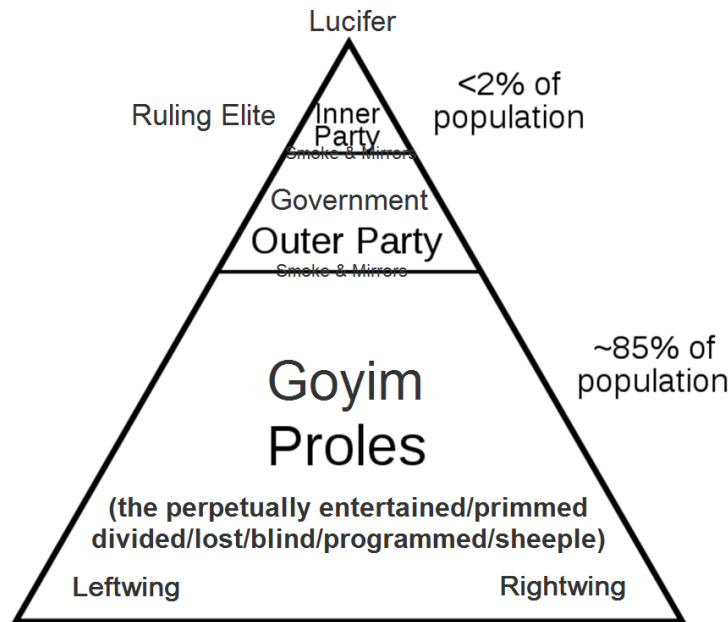 Lucifer
Ruling Elite
Inner
Party
<2% of
population
Smoke & Mirrors
Government
Outer Party
Smoke & Mirrors
~85% of
population
Goyim
Proles
(the perpetually entertained/primmed
divided/lost/blind/programmed/sheeple)
Leftwing
Rightwing